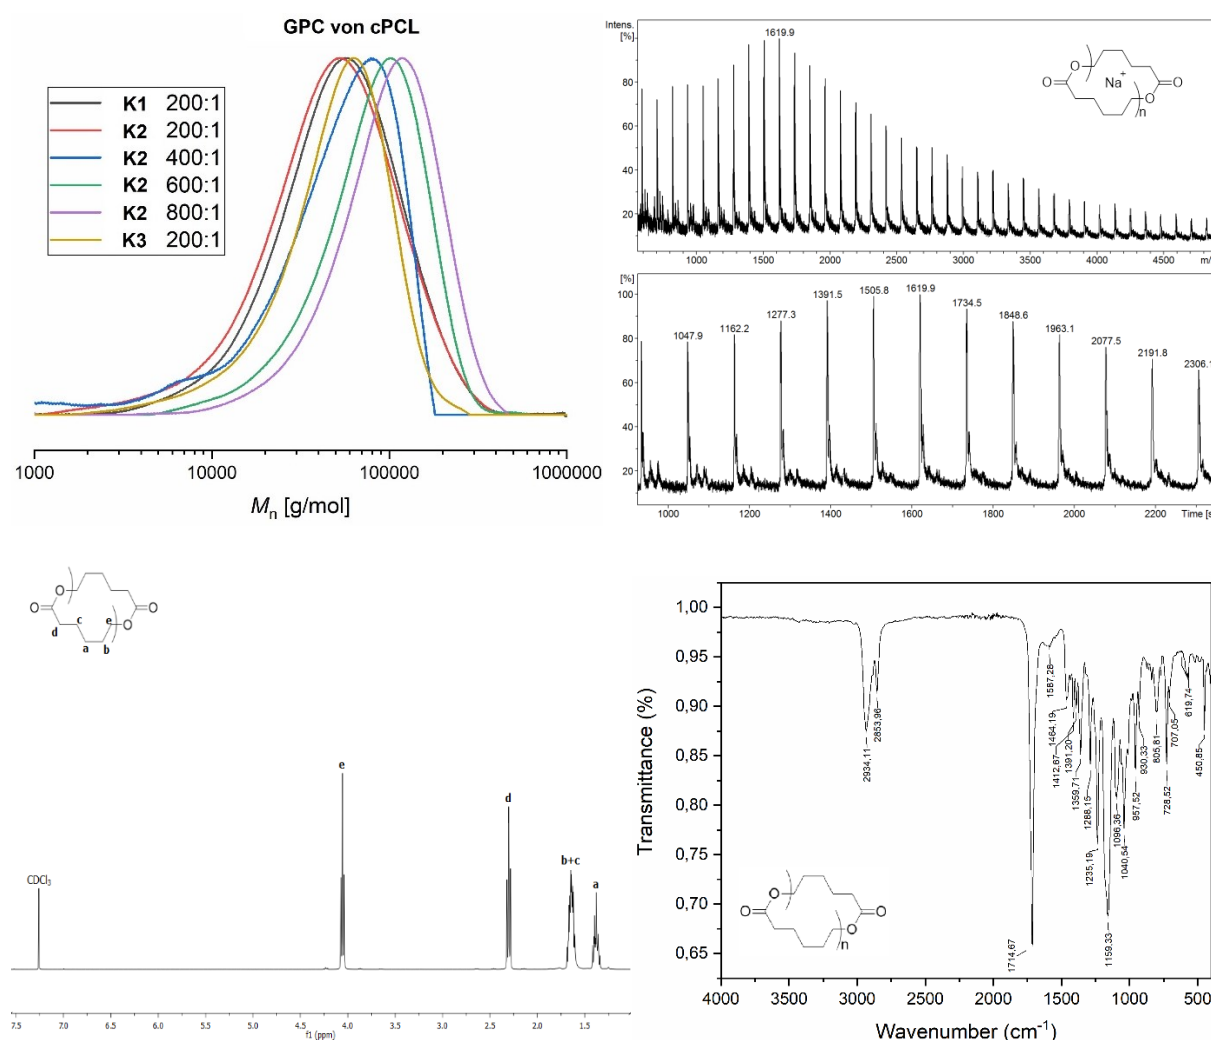 GPC von cPCL
K1 200:1
K2 200:1
K2 400:1
K2 600:1
K2 800:1
K3 200:1
1000 10000 100000 1000000
Mn [g/mol]
Intens.
[%]
1619.9
80
60
40
20
1000 1500 2000 2500 3000 3500 4000 4500 m/
O
O
Na+
O
O
n
[%]
100
80
60
40
20
1047.9 1162.2 1277.3 1391.5 1505.8 1619.9 1734.5 1848.6 1963.1 2077.5 2191.8 2306.1
1000 1200 1400 1600 1800 2000 2200 Time [s
O
O
O
O
n
d
c
e
a
b
CDCl3
e
d
b+c
a
7.5 7.0 6.5 6.0 5.5 5.0 4.5 4.0 3.5 3.0 2.5 2.0 1.5
f1 (ppm)
Transmittance (%)
1,00
0,95
0,90
0,85
0,80
0,75
0,70
0,65
2934,11
2853,96
1714,67
1587,28
1464,19
1412,67
1391,20
1359,71
1288,15
1235,19
1159,33
1096,36
1040,54
957,52
930,33
805,81
728,52
707,05
619,74
450,85
O
O
O
O
n
4000 3500 3000 2500 2000 1500 1000 500
Wavenumber (cm-1)